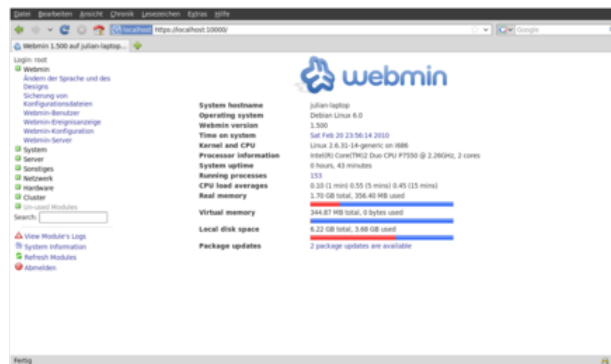 Datei Bearbeiten Ansicht Chronik Lesezeichen Extras Hilfe
localhost https://localhost:10000/
Google
Webmin 1.500 auf julian-laptop...
Login: root
Webmin
Ändern der Sprache und des
Designs
Sicherung von
Konfigurationsdateien
Webmin-Benutzer
Webmin-Ereignisanzeige
Webmin-Konfiguration
Webmin-Server
System
Server
Sonstiges
Netzwerk
Hardware
Cluster
Un-used Modules
Search:
View Module's Logs
System Information
Refresh Modules
Abmelden
webmin
System hostname julian-laptop
Operating system Debian Linux 6.0
Webmin version 1.500
Time on system Sat Feb 20 23:56:14 2010
Kernel and CPU Linux 2.6.31-14-generic on i686
Processor information Intel(R) Core(TM)2 Duo CPU P7550 @ 2.26GHz, 2 cores
System uptime 0 hours, 43 minutes
Running processes 153
CPU load averages 0.10 (1 min) 0.55 (5 mins) 0.45 (15 mins)
Real memory 1.70 GB total, 356.40 MB used
Virtual memory 344.87 MB total, 0 bytes used
Local disk space 6.22 GB total, 3.68 GB used
Package updates 2 package updates are available
Fertig